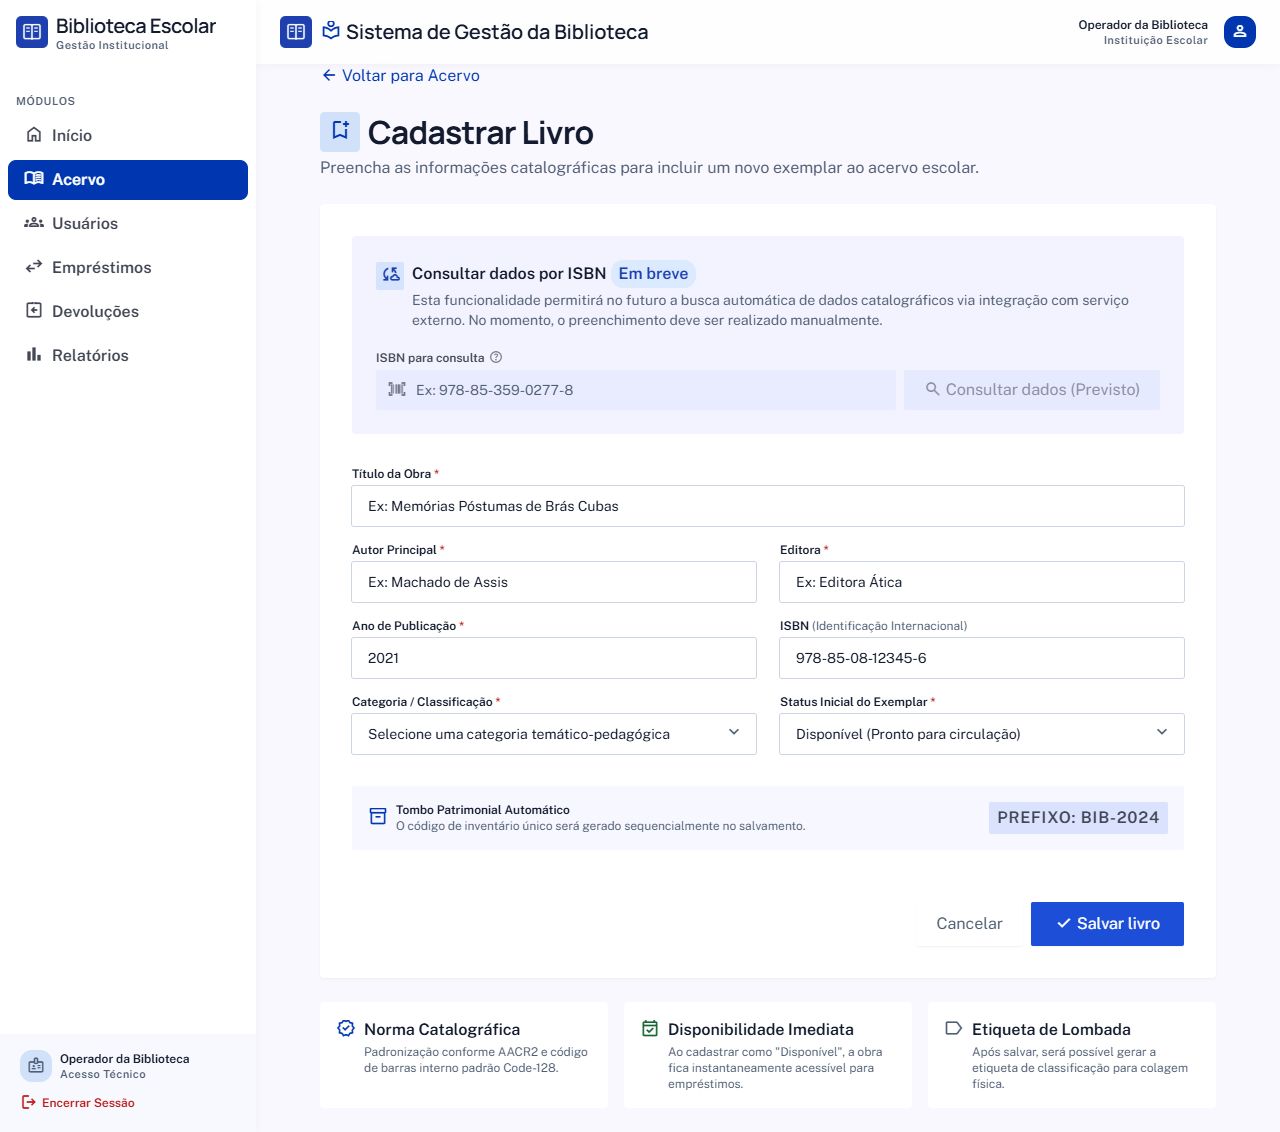 Biblioteca Escolar
Gestão Institucional
MÓDULOS
Início
Acervo
Usuários
Empréstimos
Devoluções
Relatórios
Operador da Biblioteca
Acesso Técnico
Encerrar Sessão
Sistema de Gestão da Biblioteca
Operador da Biblioteca
Instituição Escolar
Voltar para Acervo
Cadastrar Livro
Preencha as informações catalográficas para incluir um novo exemplar ao acervo escolar.
Consultar dados por ISBN Em breve
Esta funcionalidade permitirá no futuro a busca automática de dados catalográficos via integração com serviço
externo. No momento, o preenchimento deve ser realizado manualmente.
ISBN para consulta
Ex: 978-85-359-0277-8
Consultar dados (Previsto)
Título da Obra *
Ex: Memórias Póstumas de Brás Cubas
Autor Principal *
Ex: Machado de Assis
Editora *
Ex: Editora Ática
Ano de Publicação *
2021
ISBN (Identificação Internacional)
978-85-08-12345-6
Categoria / Classificação *
Selecione uma categoria temático-pedagógica
Status Inicial do Exemplar *
Disponível (Pronto para circulação)
Tombo Patrimonial Automático
O código de inventário único será gerado sequencialmente no salvamento.
PREFIXO: BIB-2024
Cancelar
Salvar livro
Norma Catalográfica
Padronização conforme AACR2 e código
de barras interno padrão Code-128.
Disponibilidade Imediata
Ao cadastrar como "Disponível", a obra
fica instantaneamente acessível para
empréstimos.
Etiqueta de Lombada
Após salvar, será possível gerar a
etiqueta de classificação para colagem
física.